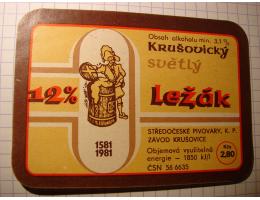 Obsah alkoholu min. 3,1 %
Krušovický
světlý
12% Ležák
1581
1981
STŘEDOČESKÉ PIVOVARY, K. P.
ZÁVOD KRUŠOVICE
Objemová využitelná
energie – 1850 kJ/l
ČSN 56 6635
Kčs
2,80